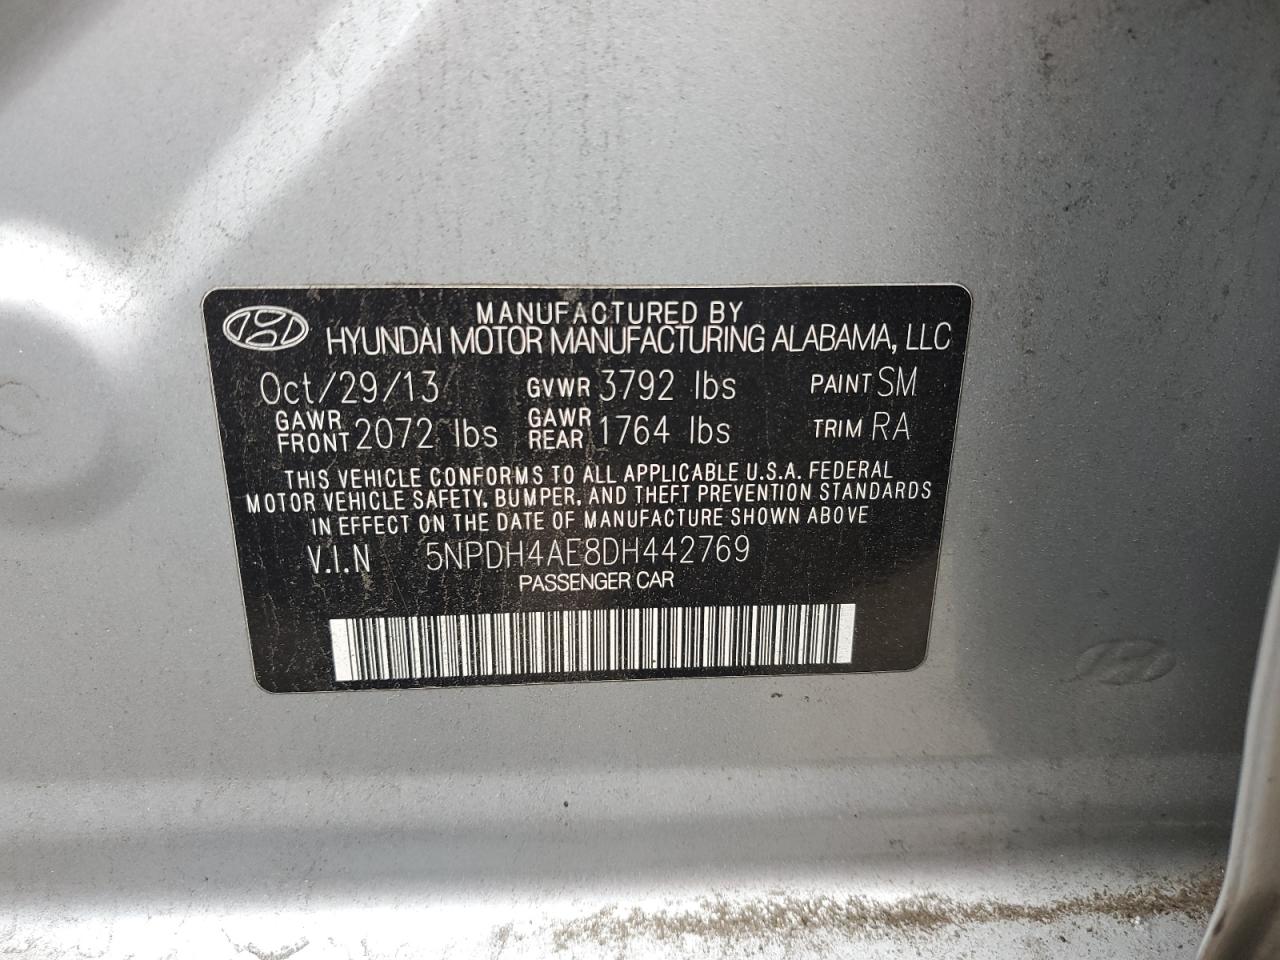 MANUFACTURED BY
HYUNDAI MOTOR MANUFACTURING ALABAMA, LLC
Oct/29/13 GVWR 3792 lbs PAINT SM
GAWR FRONT 2072 lbs GAWR REAR 1764 lbs TRIM RA
THIS VEHICLE CONFORMS TO ALL APPLICABLE U.S.A. FEDERAL
MOTOR VEHICLE SAFETY, BUMPER, AND THEFT PREVENTION STANDARDS
IN EFFECT ON THE DATE OF MANUFACTURE SHOWN ABOVE
V.I.N 5NPDH4AE8DH442769
PASSENGER CAR